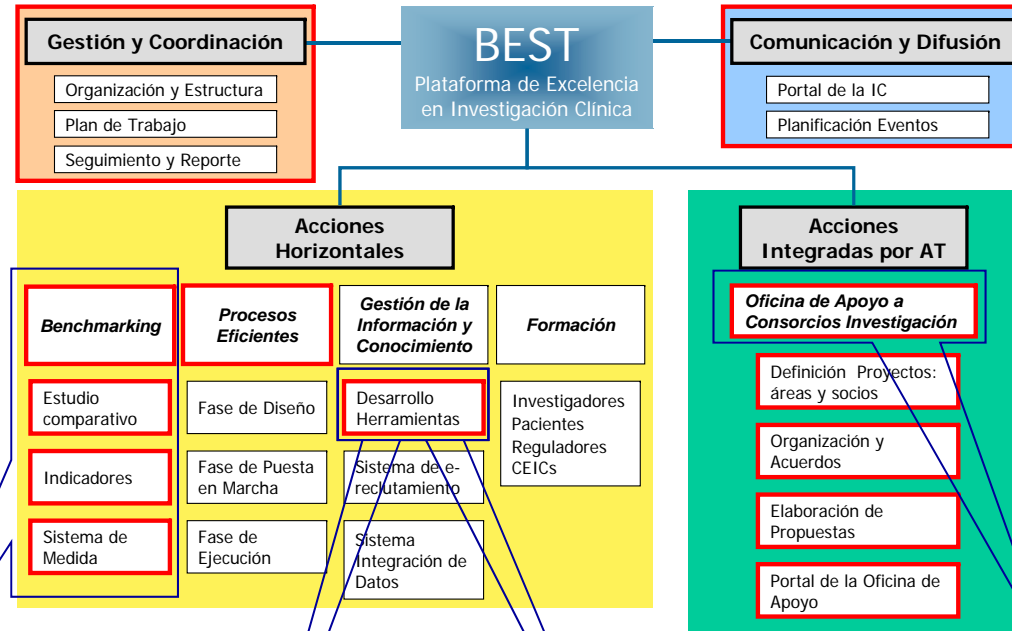 Gestión y Coordinación
Organización y Estructura
Plan de Trabajo
Seguimiento y Reporte
BEST
Plataforma de Excelencia
en Investigación Clínica
Comunicación y Difusión
Portal de la IC
Planificación Eventos
Acciones
Horizontales
Benchmarking
Estudio
comparativo
Indicadores
Sistema de
Medida
Procesos
Eficientes
Fase de Diseño
Fase de Puesta
en Marcha
Fase de
Ejecución
Gestión de la
Información y
Conocimiento
Desarrollo
Herramientas
Sistema de e-
reclutamiento
Sistema
Integración de
Datos
Formación
Investigadores
Pacientes
Reguladores
CEICs
Acciones
Integradas por AT
Oficina de Apoyo a
Consorcios Investigación
Definición Proyectos:
áreas y socios
Organización y
Acuerdos
Elaboración de
Propuestas
Portal de la Oficina de
Apoyo